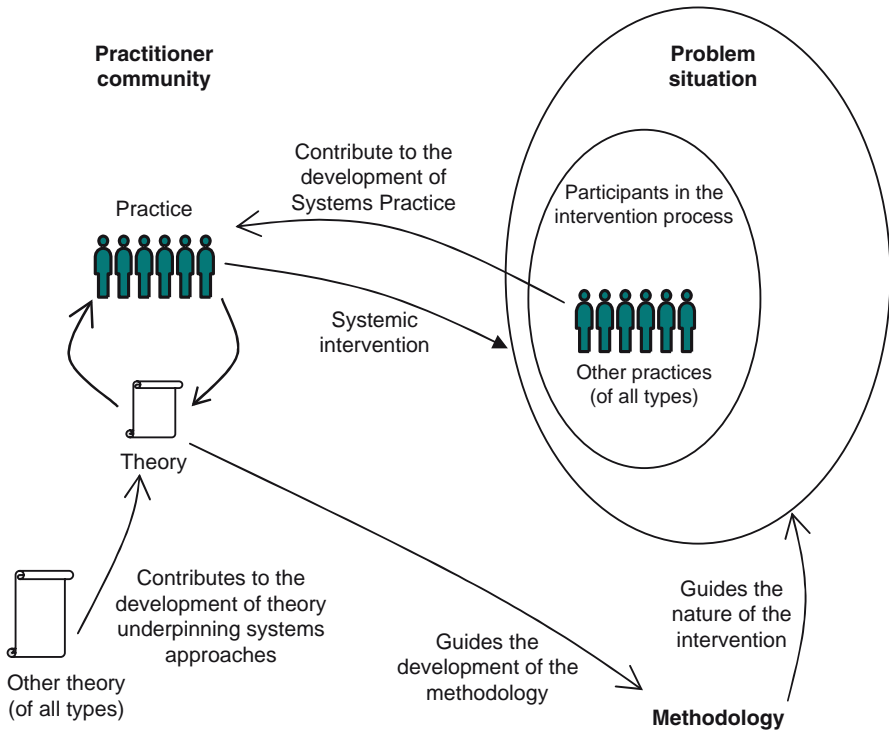 Practitioner
community
Problem
situation
Contribute to the
development of
Systems Practice
Participants in the
intervention process
Practice
Systemic
intervention
Other practices
(of all types)
Theory
Contributes to the
development of theory
underpinning systems
approaches
Other theory
(of all types)
Guides the
development of the
methodology
Guides the
nature of the
intervention
Methodology